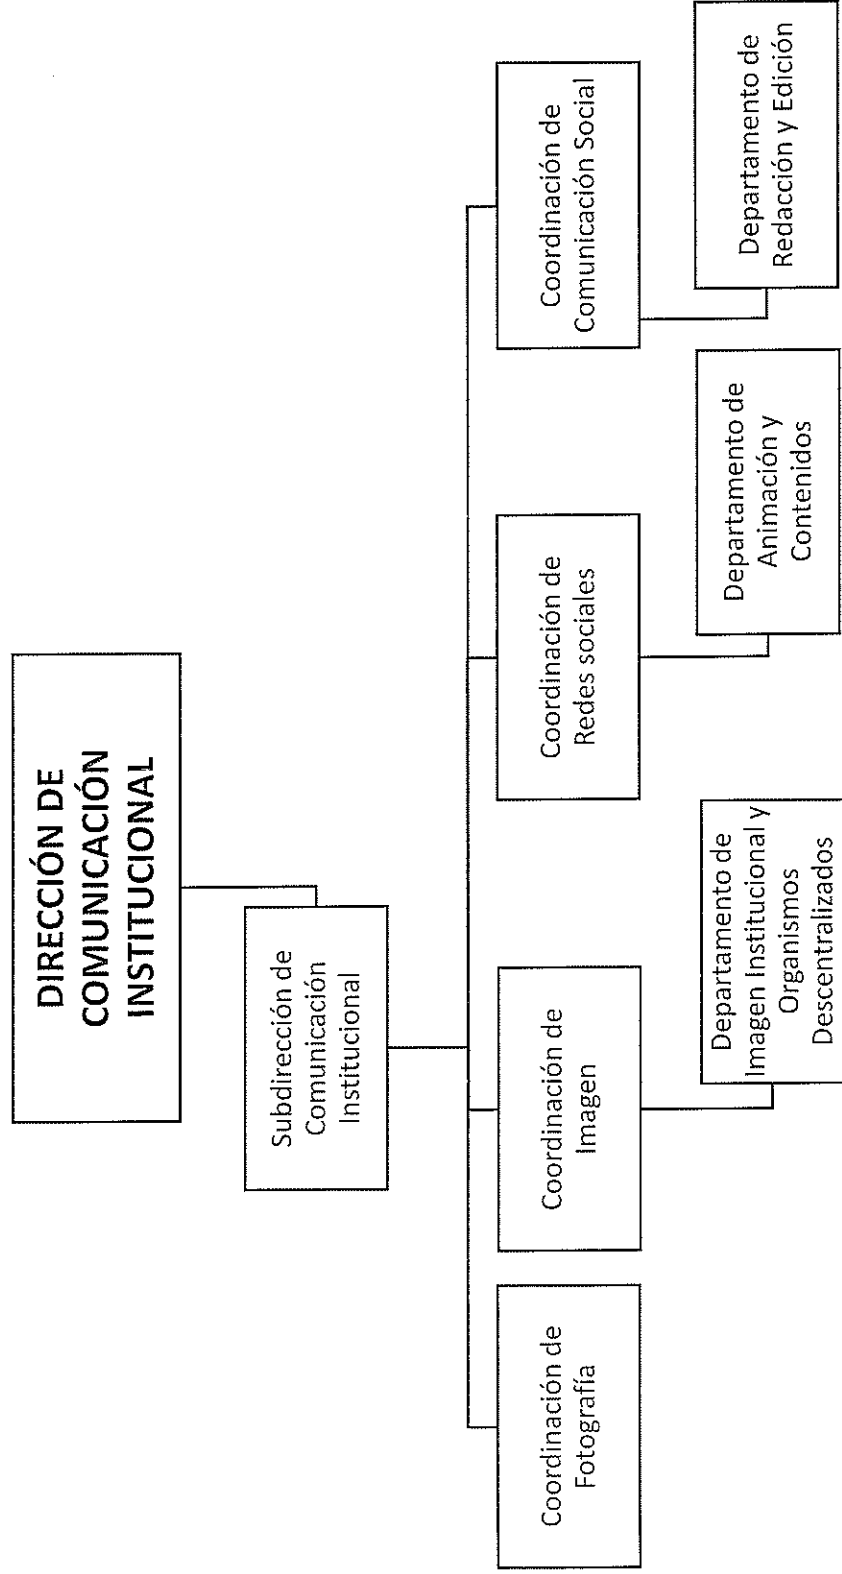 DIRECCIÓN DE
COMUNICACIÓN
INSTITUCIONAL
Subdirección de
Comunicación
Institucional
Coordinación de
Fotografía
Coordinación de
Imagen
Coordinación de
Redes sociales
Coordinación de
Comunicación Social
Departamento de
Imagen Institucional y
Organismos
Descentralizados
Departamento de
Animación y
Contenidos
Departamento de
Redacción y Edición